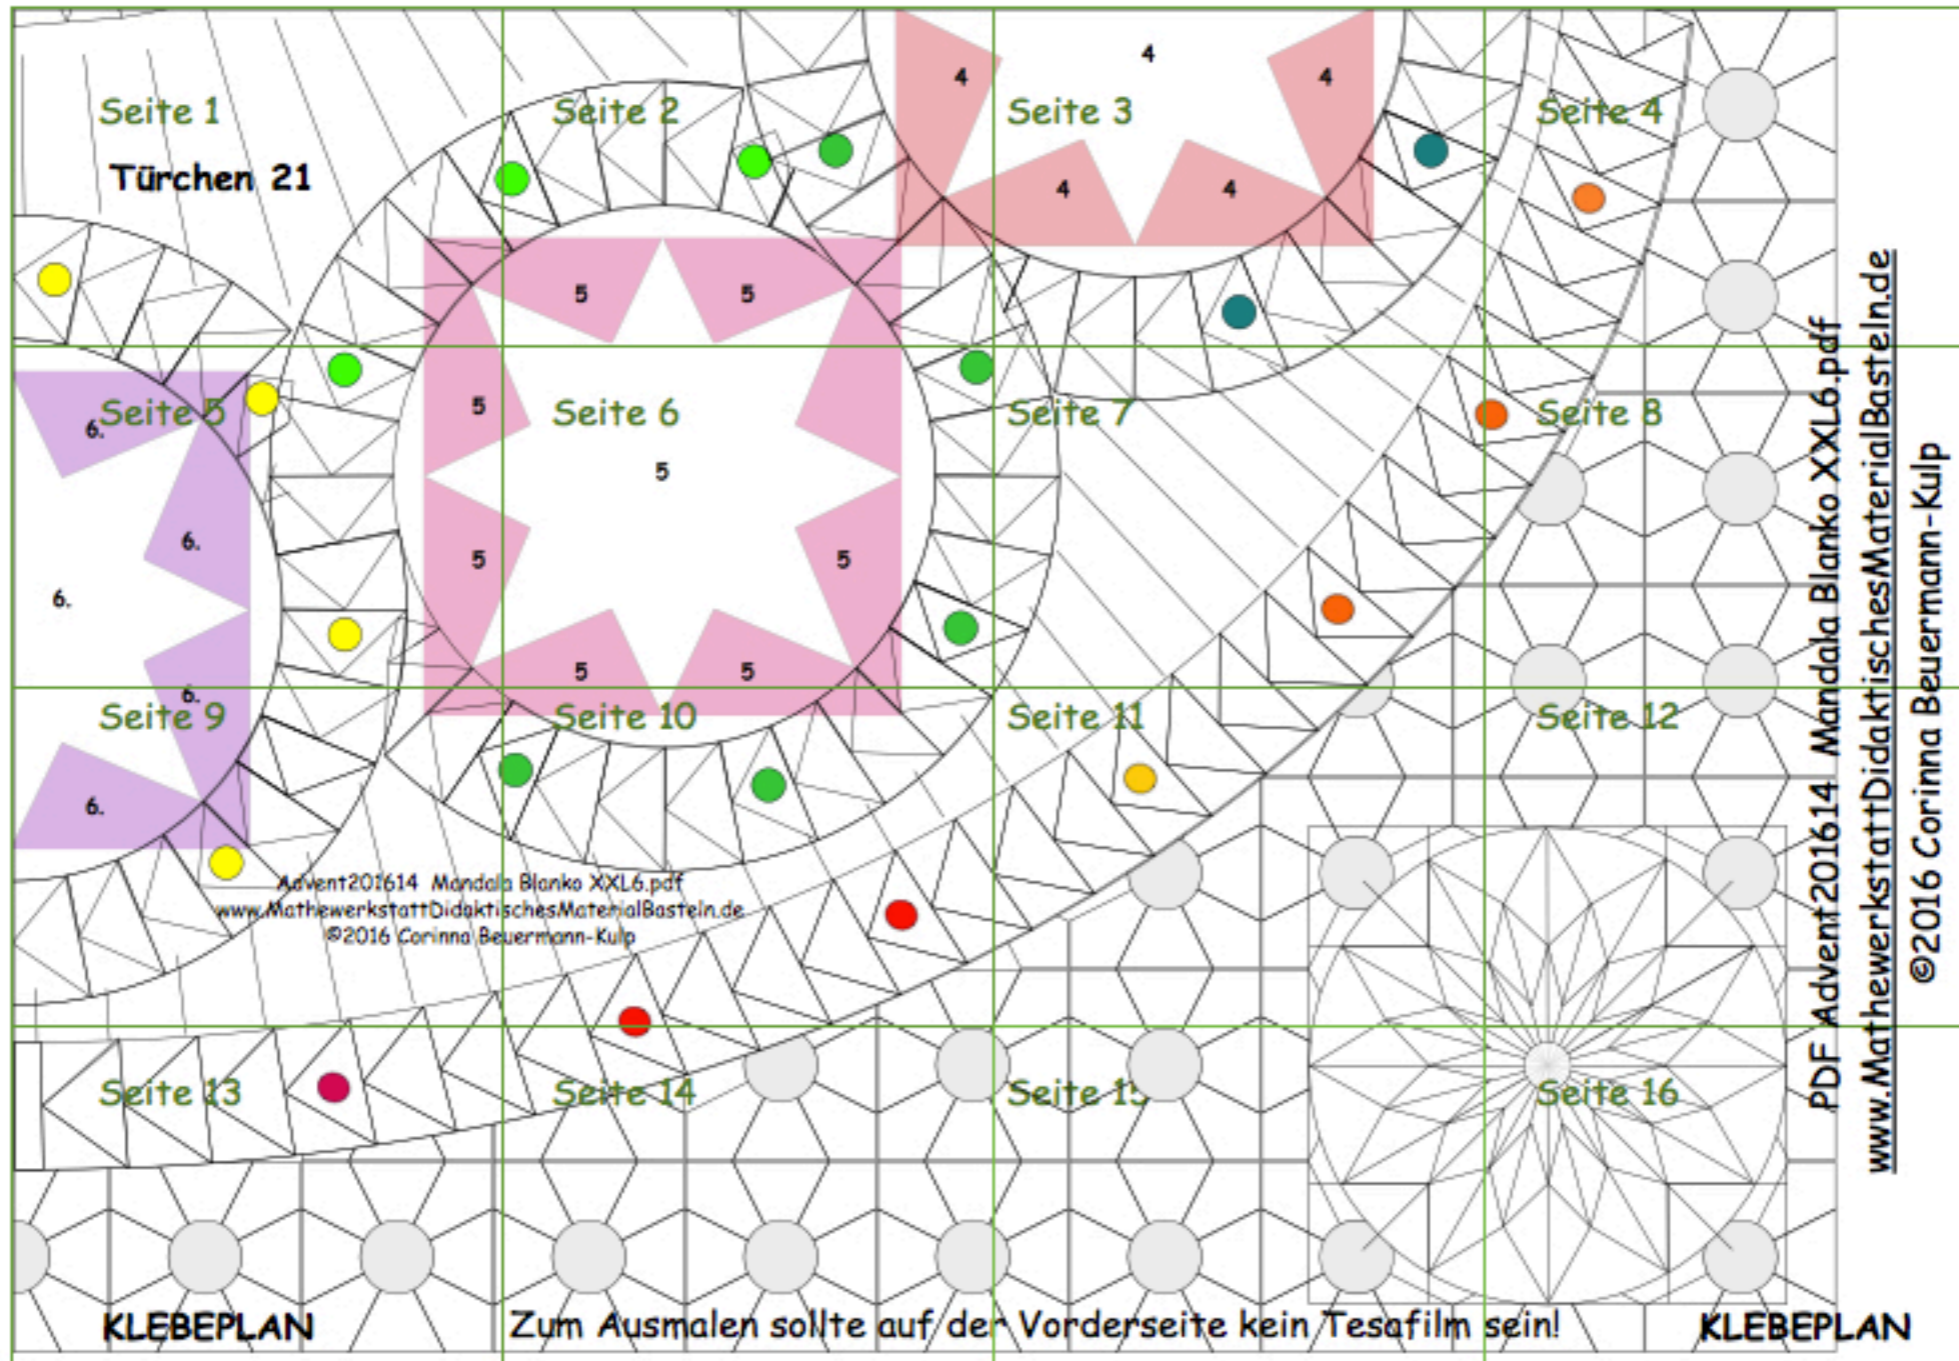 4
4
4
Seite 1
Seite 2
Seite 3
Seite 4
Türchen 21
4
4
5
5
Seite 5
Seite 6
Seite 7
Seite 8
5
6.
5
6.
5
5
6.
5
5
6.
Seite 9
Seite 10
Seite 11
Seite 12
6.
Advent201614 Mandala Blanko XXL6.pdf
www.MathewerkstattDidaktischesMaterialBasteln.de
©2016 Corinna Beuermann-Kulp
Seite 13
Seite 14
Seite 15
Seite 16
KLEBEPLAN
Zum Ausmalen sollte auf der Vorderseite kein Tesafilm sein!
KLEBEPLAN
PDF Advent201614 Mandala Blanko XXL6.pdf
www.MathewerkstattDidaktischesMaterialBasteln.de
©2016 Corinna Beuermann-Kulp